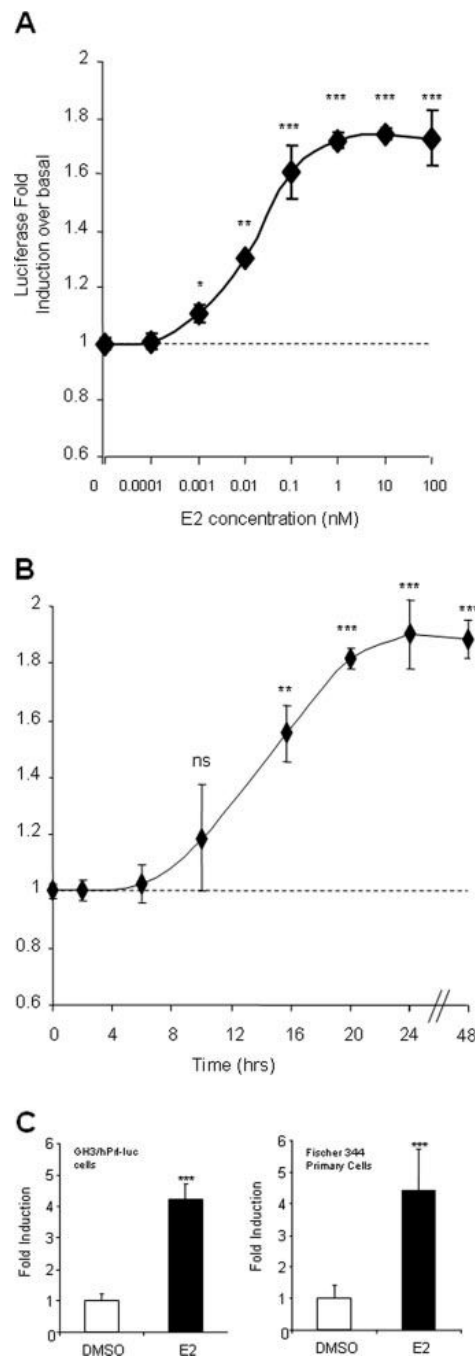 A
Luciferase Fold
Induction over basal
2
1.8
1.6
1.4
1.2
1
0.8
0.6
*
**
***
***
***
***
0 0.0001 0.001 0.01 0.1 1 10 100
E2 concentration (nM)
B
2
1.8
1.6
1.4
1.2
1
0.8
0.6
ns
**
***
***
***
0 4 8 12 16 20 24 48
Time (hrs)
C
Fold Induction
6
5
4
3
2
1
0
GH3/hPrl-luc
cells
***
DMSO E2
Fold Induction
6
5
4
3
2
1
0
Fischer 344
Primary Cells
***
DMSO E2